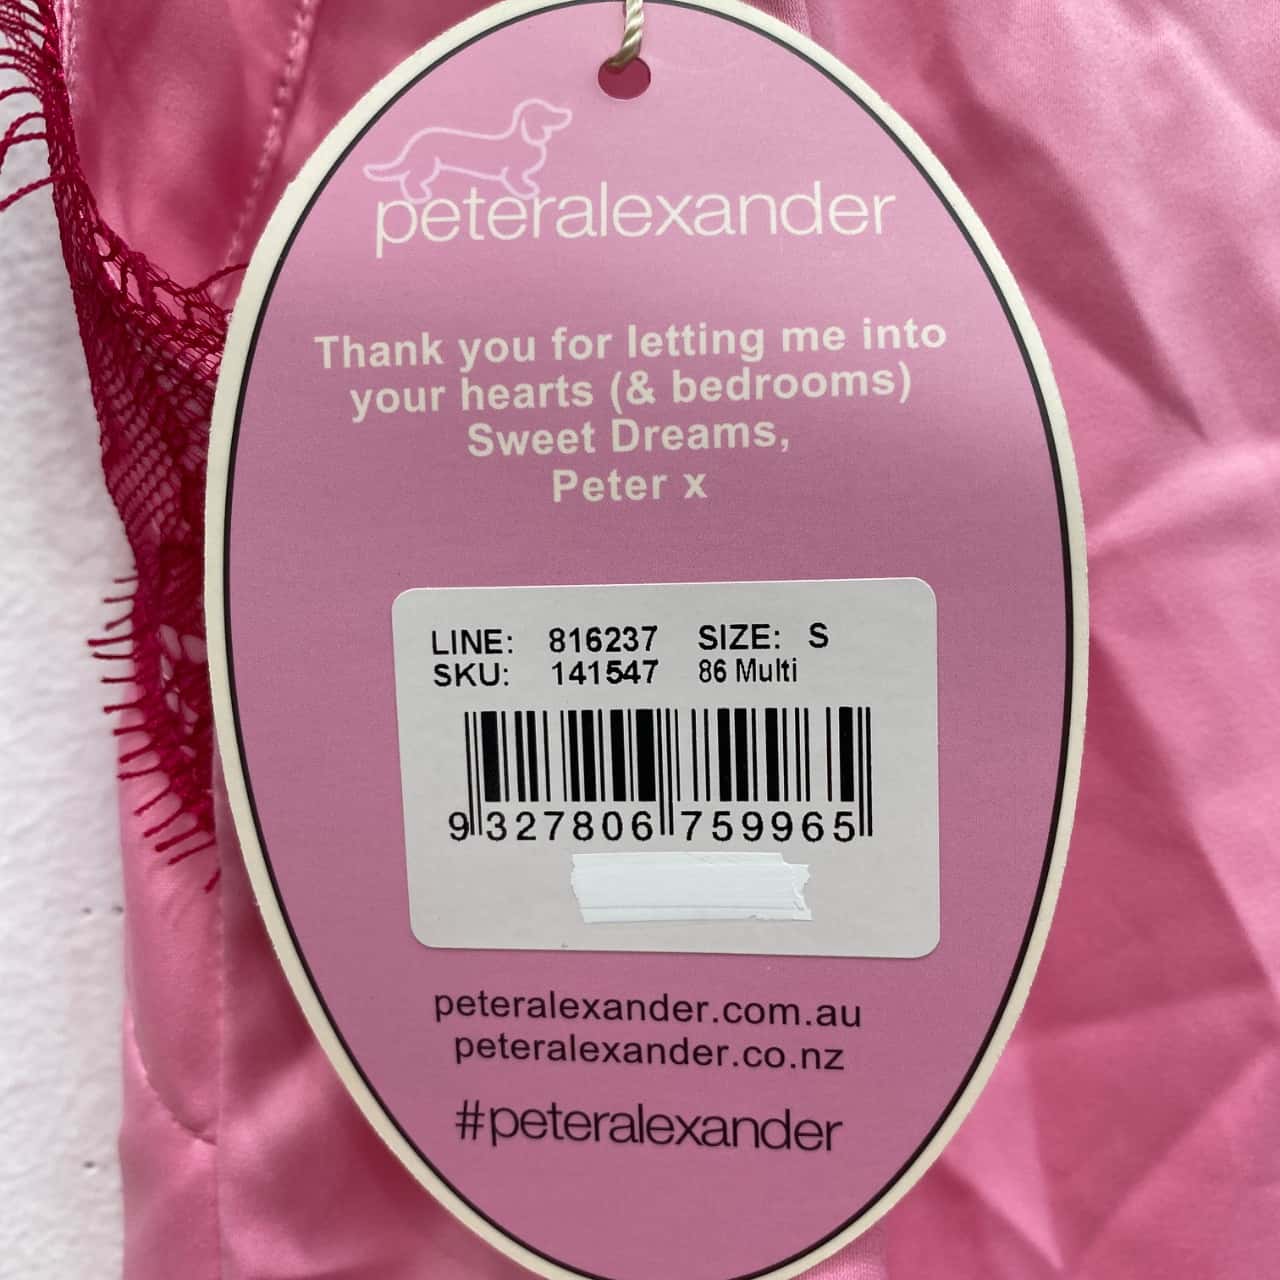 peteralexander
Thank you for letting me into
your hearts (& bedrooms)
Sweet Dreams,
Peter x
LINE: 816237 SIZE: S
SKU: 141547 86 Multi
9 327806 759965
peteralexander.com.au
peteralexander.co.nz
#peteralexander